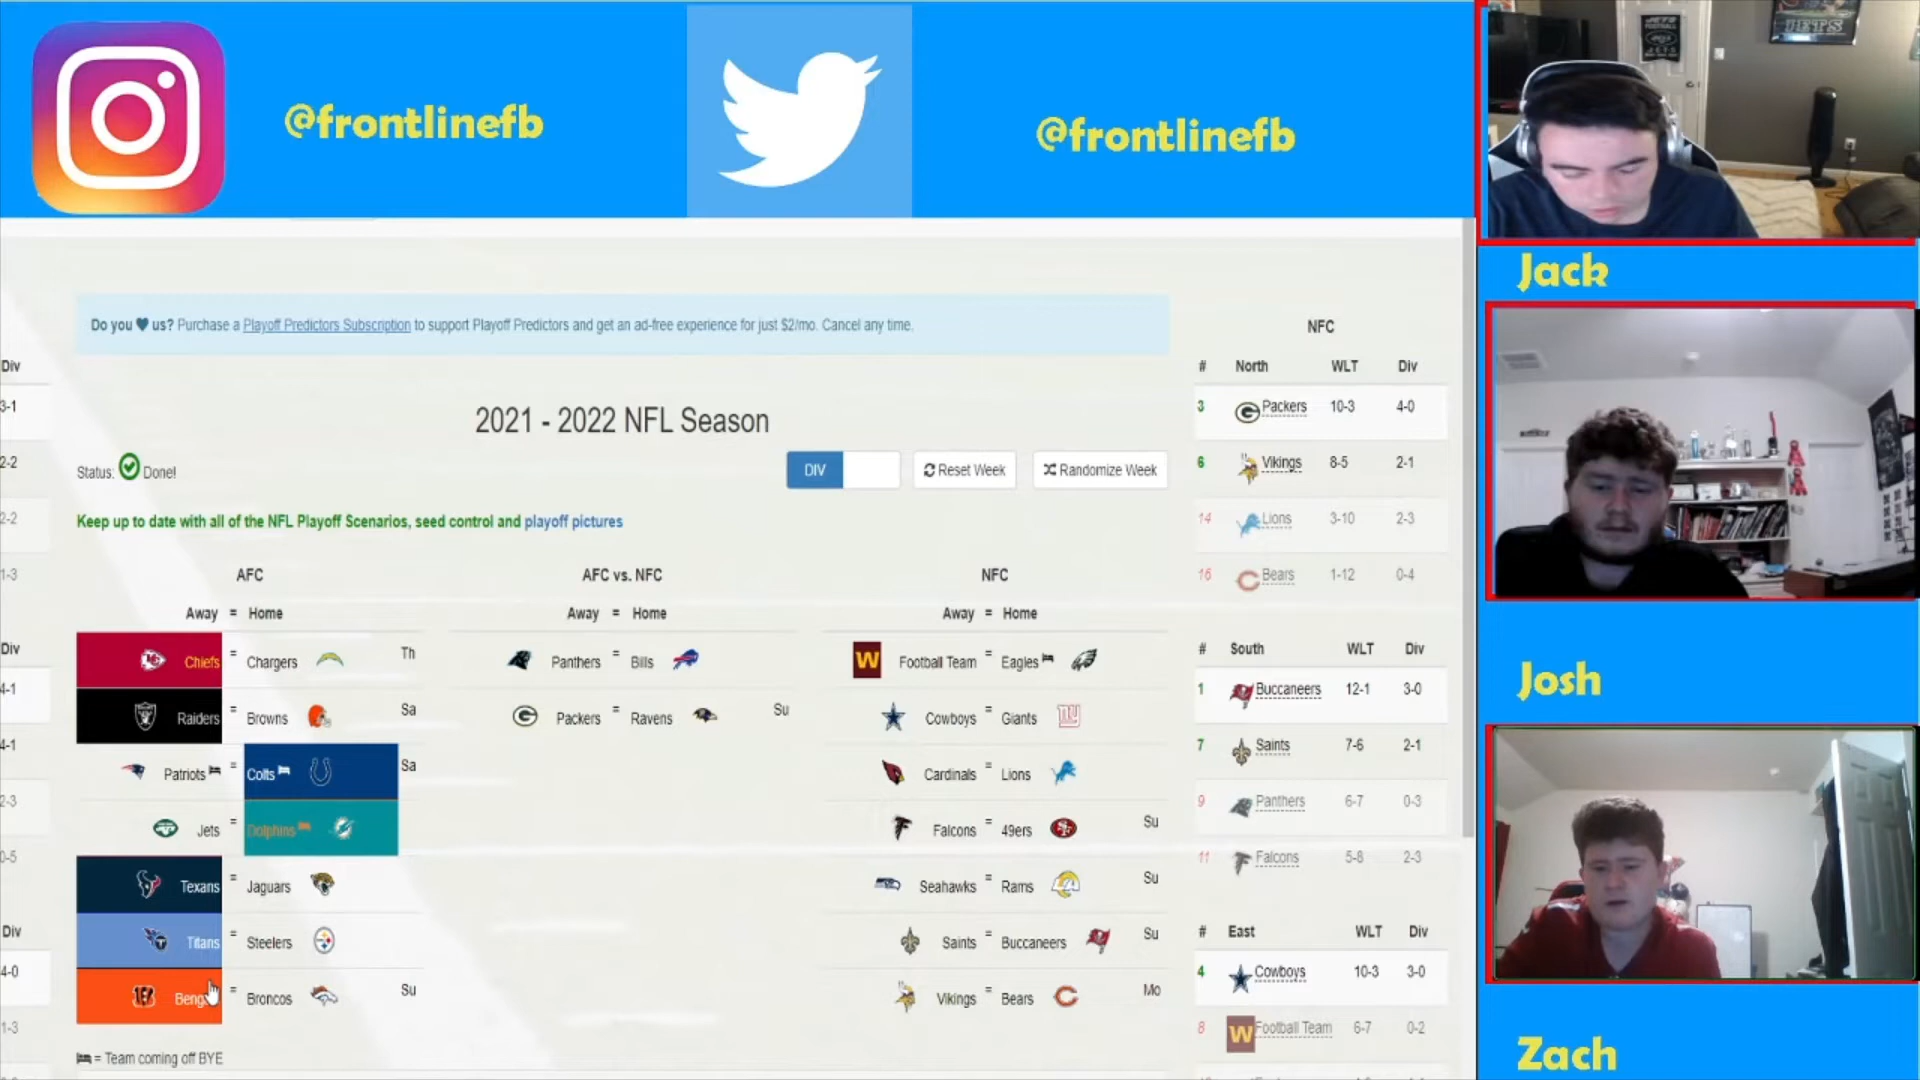 @frontlinefb
@frontlinefb
JETS
JETS
Jack
Josh
Zach
Do you ♥ us? Purchase a Playoff Predictors Subscription to support Playoff Predictors and get an ad-free experience for just $2/mo. Cancel any time.
2021 - 2022 NFL Season
Status: Done!
DIV
Reset Week
Randomize Week
Keep up to date with all of the NFL Playoff Scenarios, seed control and playoff pictures
AFC
Away = Home
Chiefs = Chargers Th
Raiders = Browns Sa
Patriots = Colts Sa
Jets = Dolphins
Texans = Jaguars
Titans = Steelers
Broncos Su
= Team coming off BYE
AFC vs. NFC
Away = Home
Panthers = Bills
Packers = Ravens Su
NFC
Away = Home
W Football Team = Eagles
Cowboys = Giants ny
Cardinals = Lions
Falcons = 49ers Su
Seahawks = Rams Su
Saints = Buccaneers Su
Vikings = Bears Mo
Div
3-1
2-2
2-2
1-3
Div
4-1
4-1
2-3
0-5
Div
4-0
1-3
NFC
# North WLT Div
3 Packers 10-3 4-0
6 Vikings 8-5 2-1
14 Lions 3-10 2-3
16 Bears 1-12 0-4
# South WLT Div
1 Buccaneers 12-1 3-0
7 Saints 7-6 2-1
9 Panthers 6-7 0-3
11 Falcons 5-8 2-3
# East WLT Div
4 Cowboys 10-3 3-0
8 W Football Team 6-7 0-2